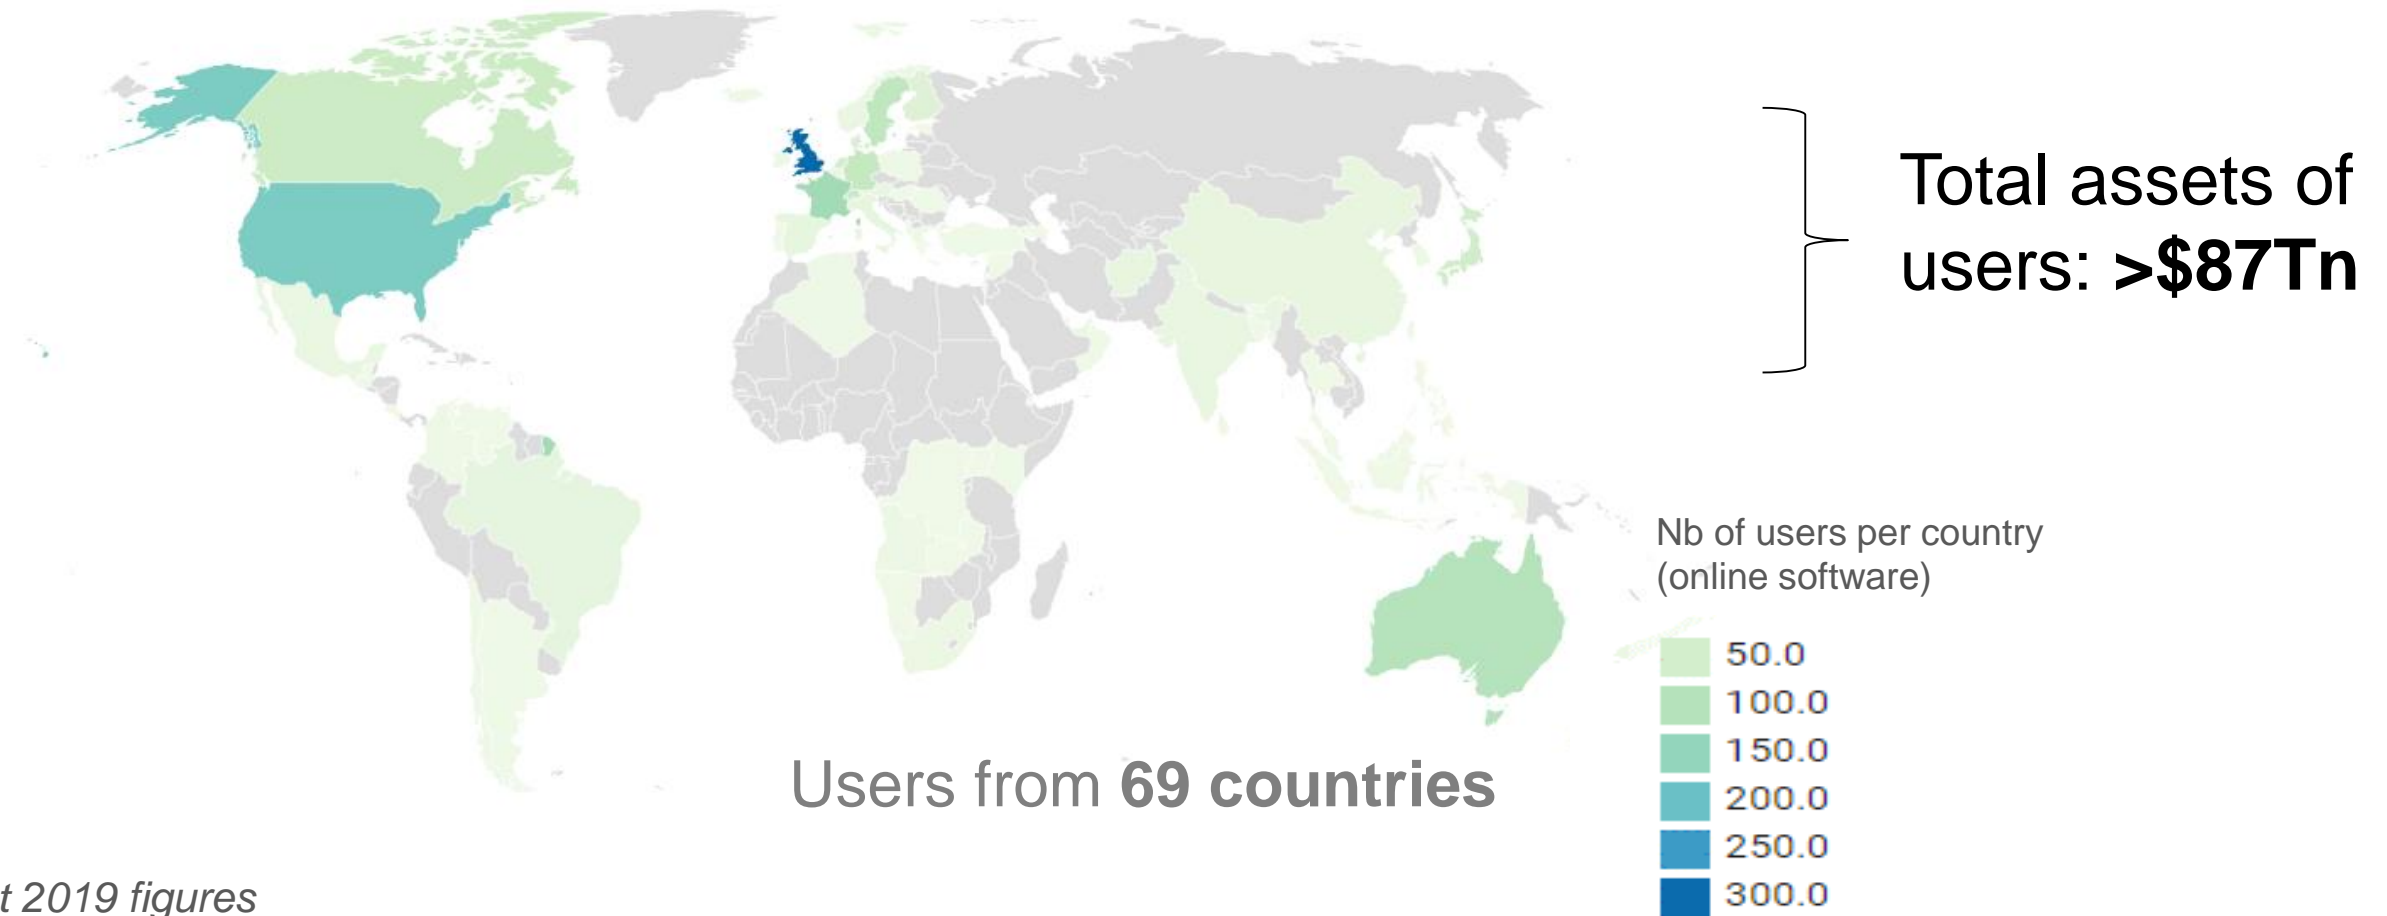 Total assets of
users: >$87Tn
Nb of users per country
(online software)
50.0
100.0
150.0
200.0
250.0
300.0
Users from 69 countries
2019 figures